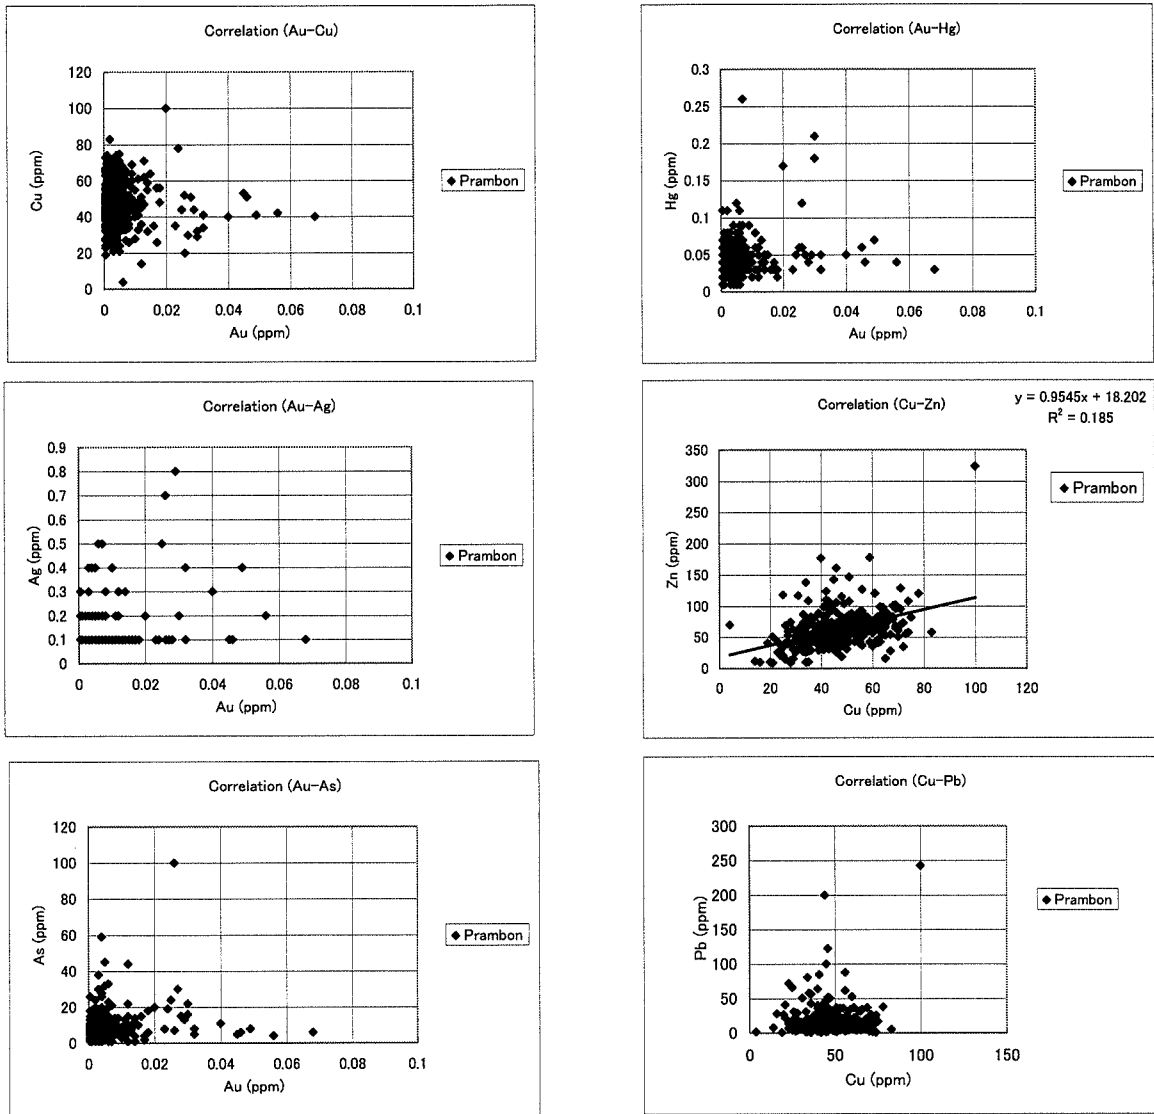 Correlation (Au-Cu)
120
100
80
60
40
20
0
Cu (ppm)
0 0.02 0.04 0.06 0.08 0.1
Au (ppm)
Prambon
Correlation (Au-Hg)
0.3
0.25
0.2
0.15
0.1
0.05
0
Hg (ppm)
0 0.02 0.04 0.06 0.08 0.1
Au (ppm)
Prambon
Correlation (Au-Ag)
0.9
0.8
0.7
0.6
0.5
0.4
0.3
0.2
0.1
0
Ag (ppm)
0 0.02 0.04 0.06 0.08 0.1
Au (ppm)
Prambon
Correlation (Cu-Zn)
y = 0.9545x + 18.202
R² = 0.185
350
300
250
200
150
100
50
0
Zn (ppm)
0 20 40 60 80 100 120
Cu (ppm)
Prambon
Correlation (Au-As)
120
100
80
60
40
20
0
As (ppm)
0 0.02 0.04 0.06 0.08 0.1
Au (ppm)
Prambon
Correlation (Cu-Pb)
300
250
200
150
100
50
0
Pb (ppm)
0 50 100 150
Cu (ppm)
Prambon